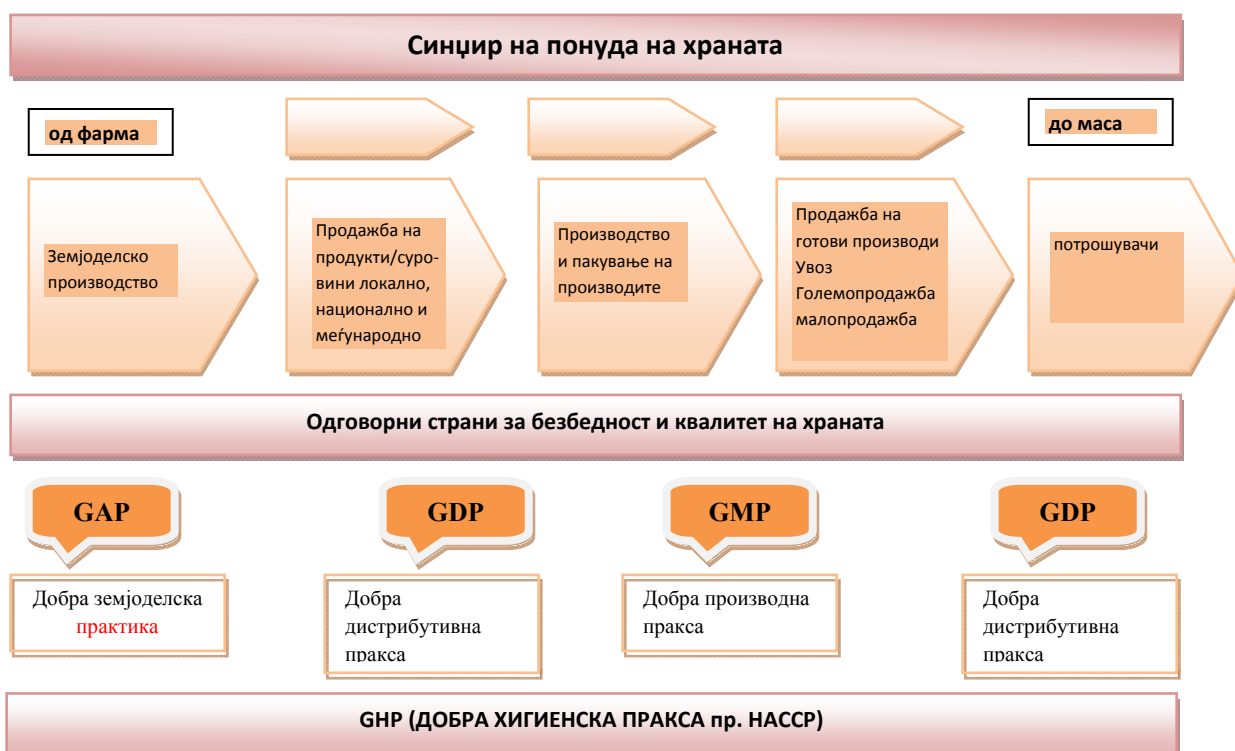 Синџир на понуда на храната
од фарма
до маса
Земјоделско
производство
Продажба на
продукти/суро-
вини локално,
национално и
меѓународно
Производство
и пакување на
производите
Продажба на
готови производи
Увоз
Големопродажба
малопродажба
потрошувачи
Одговорни страни за безбедност и квалитет на храната
GAP
GDP
GMP
GDP
Добра земјоделска
практика
Добра
дистрибутивна
пракса
Добра производна
пракса
Добра
дистрибутивна
пракса
GHP (ДОБРА ХИГИЕНСКА ПРАКСА пр. НАССР)